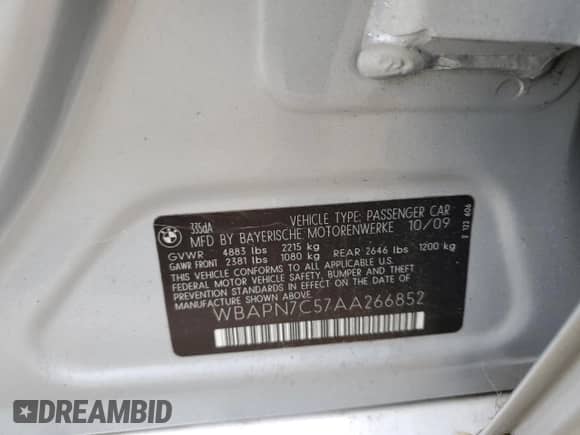 BMW
335dA
VEHICLE TYPE: PASSENGER CAR
MFD BY BAYERISCHE MOTORENWERKE 10/09
GVWR 4883 lbs 2215 kg
GAWR FRONT 2381 lbs 1080 kg REAR 2646 lbs 1200 kg
THIS VEHICLE CONFORMS TO ALL APPLICABLE
FEDERAL MOTOR VEHICLE SAFETY, BUMPER AND THEFT
PREVENTION STANDARDS IN EFFECT ON THE DATE OF
MANUFACTURE SHOWN ABOVE.
WBAPN7C57AA266852
DREAMBID